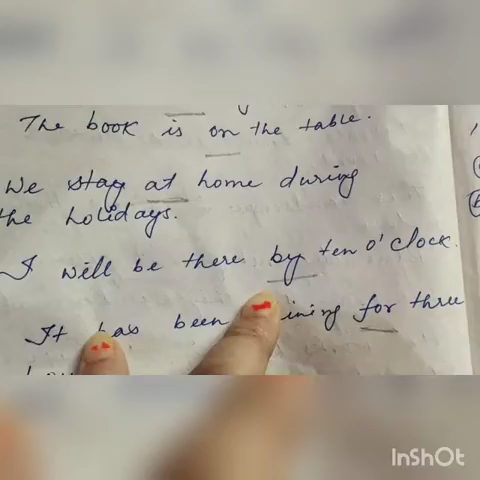 The book is on the table.
We stay at home during
the holidays.
I will be there by ten o'clock.
It has been ining for three
InShOt